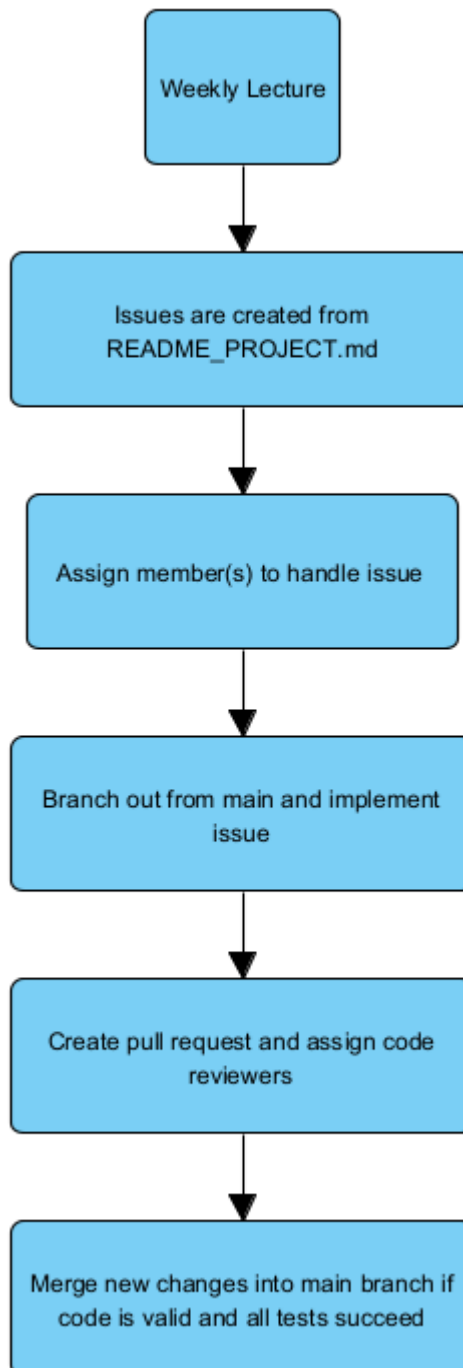 Weekly Lecture
Issues are created from
README_PROJECT.md
Assign member(s) to handle issue
Branch out from main and implement
issue
Create pull request and assign code
reviewers
Merge new changes into main branch if
code is valid and all tests succeed